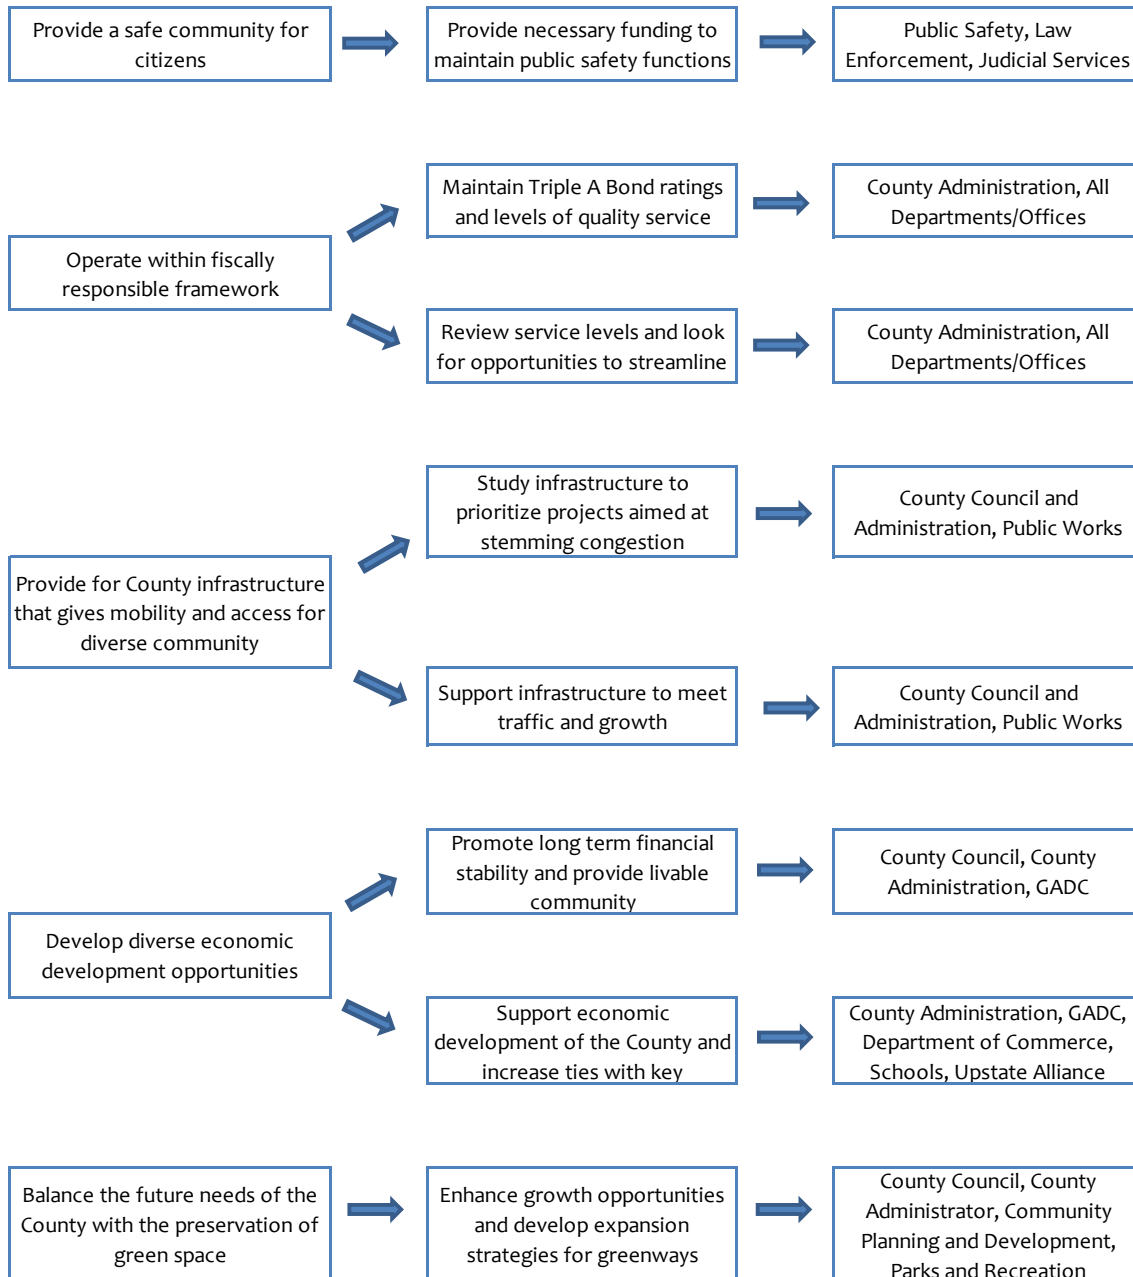 Provide a safe community for
citizens
Provide necessary funding to
maintain public safety functions
Public Safety, Law
Enforcement, Judicial Services
Maintain Triple A Bond ratings
and levels of quality service
County Administration, All
Departments/Offices
Operate within fiscally
responsible framework
Review service levels and look
for opportunities to streamline
County Administration, All
Departments/Offices
Study infrastructure to
prioritize projects aimed at
stemming congestion
County Council and
Administration, Public Works
Provide for County infrastructure
that gives mobility and access for
diverse community
Support infrastructure to meet
traffic and growth
County Council and
Administration, Public Works
Promote long term financial
stability and provide livable
community
County Council, County
Administration, GADC
Develop diverse economic
development opportunities
Support economic
development of the County and
increase ties with key
County Administration, GADC,
Department of Commerce,
Schools, Upstate Alliance
Balance the future needs of the
County with the preservation of
green space
Enhance growth opportunities
and develop expansion
strategies for greenways
County Council, County
Administrator, Community
Planning and Development,
Parks and Recreation